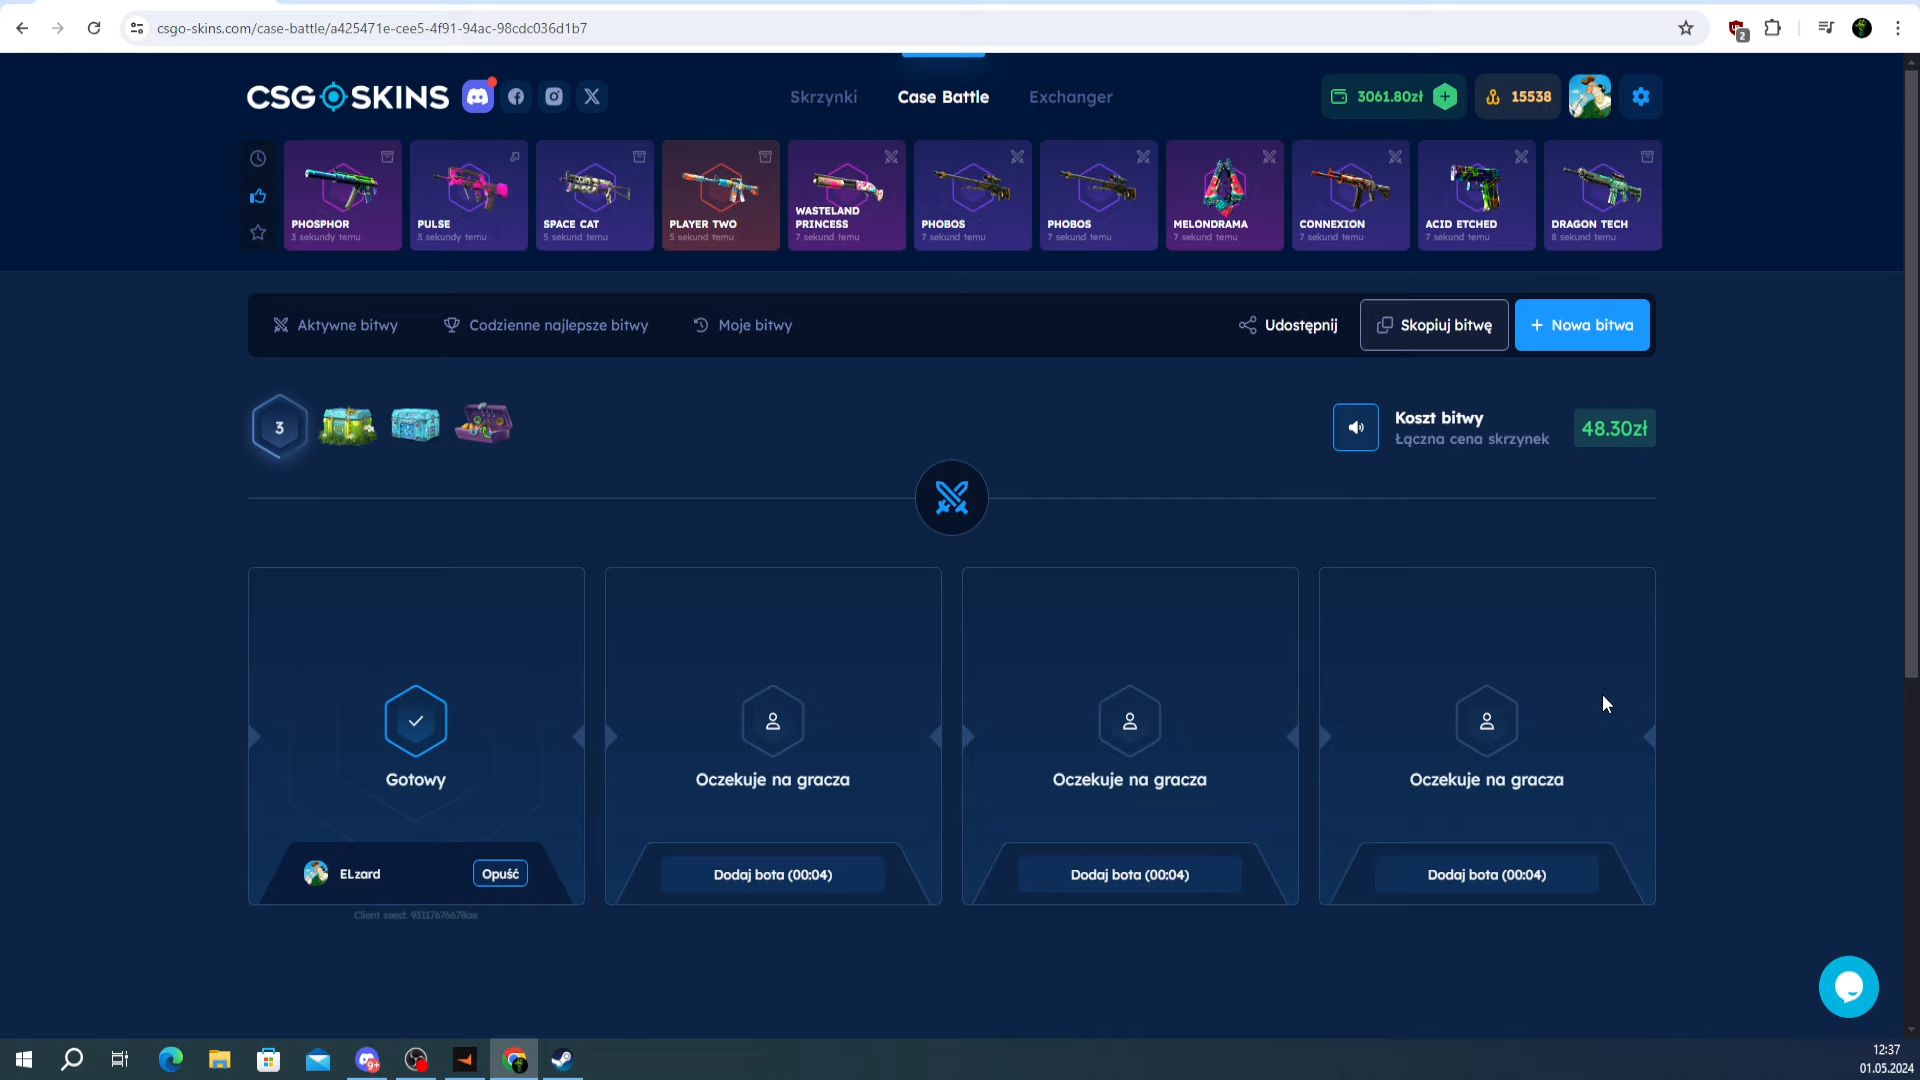 csgo-skins.com/case-battle/a425471e-cee5-4f91-94ac-98cdc036d1b7
2
CSG SKINS
Skrzynki
Case Battle
Exchanger
3061.80zł
15538
PHOSPHOR
3 sekundy temu
PULSE
3 sekundy temu
SPACE CAT
5 sekund temu
PLAYER TWO
5 sekund temu
WASTELAND
PRINCESS
7 sekund temu
PHOBOS
7 sekund temu
PHOBOS
7 sekund temu
MELONDRAMA
7 sekund temu
CONNEXION
7 sekund temu
ACID ETCHED
7 sekund temu
DRAGON TECH
8 sekund temu
Aktywne bitwy
Codzienne najlepsze bitwy
Moje bitwy
Udostępnij
Skopiuj bitwę
+ Nowa bitwa
3
Koszt bitwy
Łączna cena skrzynek
48.30zł
Gotowy
Oczekuje na gracza
Oczekuje na gracza
Oczekuje na gracza
ELzard
Opuść
Dodaj bota (00:04)
Dodaj bota (00:04)
Dodaj bota (00:04)
Client seed: 93117676678ae
9+
12:37
01.05.2024